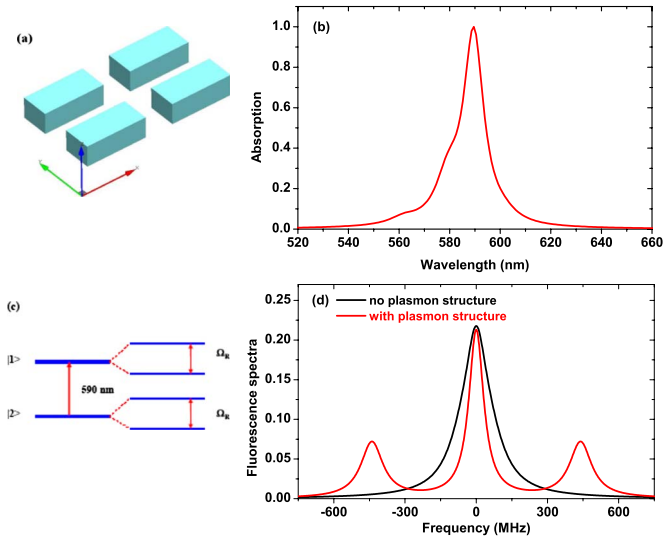 (a)
(b)
Absorption
1.0
0.8
0.6
0.4
0.2
0.0
520 540 560 580 600 620 640 660
Wavelength (nm)
(c)
|1>
590 nm
|2>
Ω_R
Ω_R
(d)
no plasmon structure
with plasmon structure
Fluorescence spectra
0.25
0.20
0.15
0.10
0.05
0.00
-600 -300 0 300 600
Frequency (MHz)